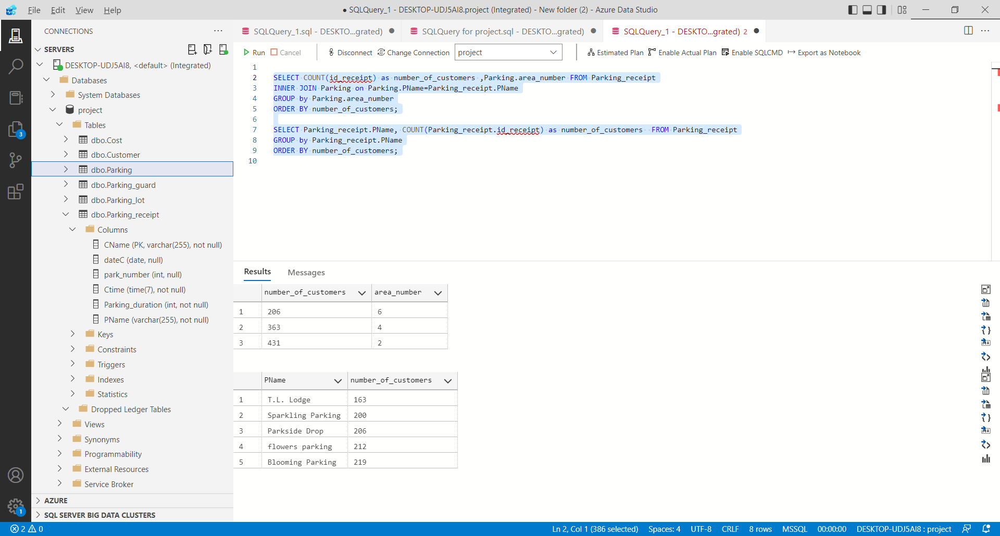 File Edit View Help
● SQLQuery_1 - DESKTOP-UDJ5AI8.project (Integrated) - New folder (2) - Azure Data Studio
CONNECTIONS
SERVERS
DESKTOP-UDJ5AI8, <default> (Integrated)
Databases
System Databases
project
Tables
dbo.Cost
dbo.Customer
dbo.Parking
dbo.Parking_guard
dbo.Parking_lot
dbo.Parking_receipt
Columns
CName (PK, varchar(255), not null)
dateC (date, null)
park_number (int, null)
Ctime (time(7), not null)
Parking_duration (int, not null)
PName (varchar(255), not null)
Keys
Constraints
Triggers
Indexes
Statistics
Dropped Ledger Tables
Views
Synonyms
Programmability
External Resources
Service Broker
AZURE
SQL SERVER BIG DATA CLUSTERS
3
1
SQLQuery_1.sql - DESKTO...grated) ●
SQLQuery for project.sql - DESKTO...grated) ●
SQLQuery_1 - DESKTO...grated) 2 ●
Run Cancel Disconnect Change Connection project Estimated Plan Enable Actual Plan Enable SQLCMD Export as Notebook
1
2 SELECT COUNT(id_receipt) as number_of_customers ,Parking.area_number FROM Parking_receipt
3 INNER JOIN Parking on Parking.PName=Parking_receipt.PName
4 GROUP by Parking.area_number
5 ORDER BY number_of_customers;
6
7 SELECT Parking_receipt.PName, COUNT(Parking_receipt.id_receipt) as number_of_customers  FROM Parking_receipt
8 GROUP by Parking_receipt.PName
9 ORDER BY number_of_customers;
10
Results Messages
number_of_customers area_number
1 206 6
2 363 4
3 431 2
PName number_of_customers
1 T.L. Lodge 163
2 Sparkling Parking 200
3 Parkside Drop 206
4 flowers parking 212
5 Blooming Parking 219
2 0 Ln 2, Col 1 (386 selected) Spaces: 4 UTF-8 CRLF 8 rows MSSQL 00:00:00 DESKTOP-UDJ5AI8 : project